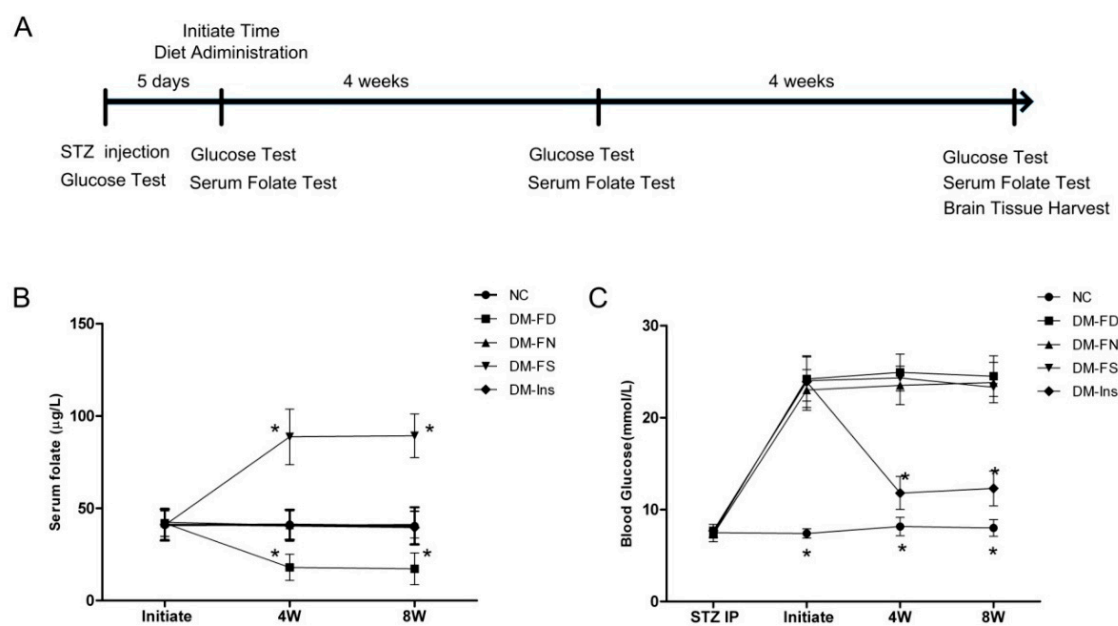 A
Initiate Time
Diet Adiministration
5 days
4 weeks
4 weeks
STZ injection
Glucose Test
Glucose Test
Serum Folate Test
Glucose Test
Serum Folate Test
Glucose Test
Serum Folate Test
Brain Tissue Harvest
B
NC
DM-FD
DM-FN
DM-FS
DM-Ins
Serum folate (µg/L)
150
100
50
0
*
*
*
*
Initiate
4W
8W
C
NC
DM-FD
DM-FN
DM-FS
DM-Ins
Blood Glucose(mmol/L)
30
20
10
0
*
*
*
*
*
STZ IP
Initiate
4W
8W